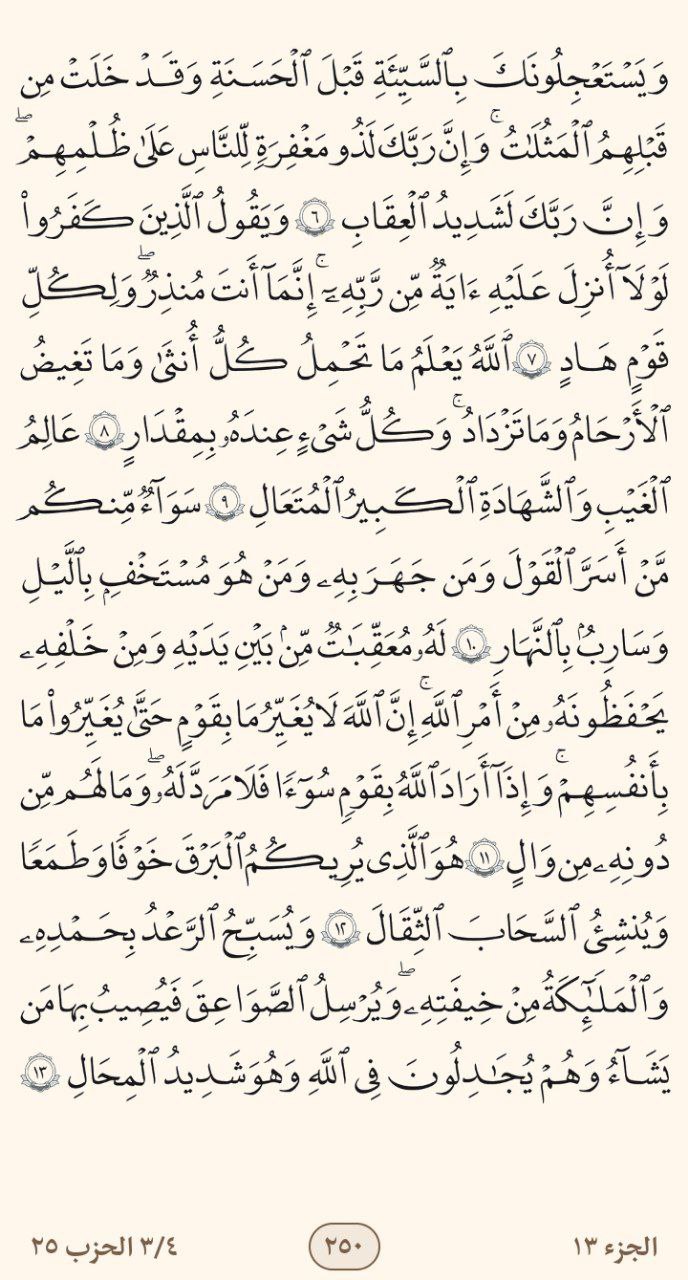 وَيَسْتَعْجِلُونَكَ بِٱلسَّيِّئَةِ قَبْلَ ٱلْحَسَنَةِ وَقَدْ خَلَتْ مِن
قَبْلِهِمُ ٱلْمَثُلَٰتُ ۗ وَإِنَّ رَبَّكَ لَذُو مَغْفِرَةٍ لِّلنَّاسِ عَلَىٰ ظُلْمِهِمْ ۖ
وَإِنَّ رَبَّكَ لَشَدِيدُ ٱلْعِقَابِ ٦ وَيَقُولُ ٱلَّذِينَ كَفَرُوا۟
لَوْلَآ أُنزِلَ عَلَيْهِ ءَايَةٌ مِّن رَّبِّهِۦٓ ۗ إِنَّمَآ أَنتَ مُنذِرٌ ۖ وَلِكُلِّ
قَوْمٍ هَادٍ ٧ ٱللَّهُ يَعْلَمُ مَا تَحْمِلُ كُلُّ أُنثَىٰ وَمَا تَغِيضُ
ٱلْأَرْحَامُ وَمَا تَزْدَادُ ۚ وَكُلُّ شَىْءٍ عِندَهُۥ بِمِقْدَارٍ ٨ عَالِمُ
ٱلْغَيْبِ وَٱلشَّهَادَةِ ٱلْكَبِيرُ ٱلْمُتَعَالِ ٩ سَوَآءٌ مِّنكُم
مَّنْ أَسَرَّ ٱلْقَوْلَ وَمَن جَهَرَ بِهِۦ وَمَنْ هُوَ مُسْتَخْفٍۭ بِٱلَّيْلِ
وَسَارِبٌۢ بِٱلنَّهَارِ ١٠ لَهُۥ مُعَقِّبَٰتٌ مِّنۢ بَيْنِ يَدَيْهِ وَمِنْ خَلْفِهِۦ
يَحْفَظُونَهُۥ مِنْ أَمْرِ ٱللَّهِ ۗ إِنَّ ٱللَّهَ لَا يُغَيِّرُ مَا بِقَوْمٍ حَتَّىٰ يُغَيِّرُوا۟ مَا
بِأَنفُسِهِمْ ۗ وَإِذَآ أَرَادَ ٱللَّهُ بِقَوْمٍ سُوٓءًا فَلَا مَرَدَّ لَهُۥ ۖ وَمَا لَهُم مِّن
دُونِهِۦ مِن وَالٍ ١١ هُوَ ٱلَّذِى يُرِيكُمُ ٱلْبَرْقَ خَوْفًا وَطَمَعًا
وَيُنشِئُ ٱلسَّحَابَ ٱلثِّقَالَ ١٢ وَيُسَبِّحُ ٱلرَّعْدُ بِحَمْدِهِۦ
وَٱلْمَلَٰٓئِكَةُ مِنْ خِيفَتِهِۦ ۖ وَيُرْسِلُ ٱلصَّوَاعِقَ فَيُصِيبُ بِهَا مَن
يَشَآءُ وَهُمْ يُجَٰدِلُونَ فِى ٱللَّهِ وَهُوَ شَدِيدُ ٱلْمِحَالِ ١٣
الجزء ١٣
٢٥٠
٣/٤ الحزب ٢٥